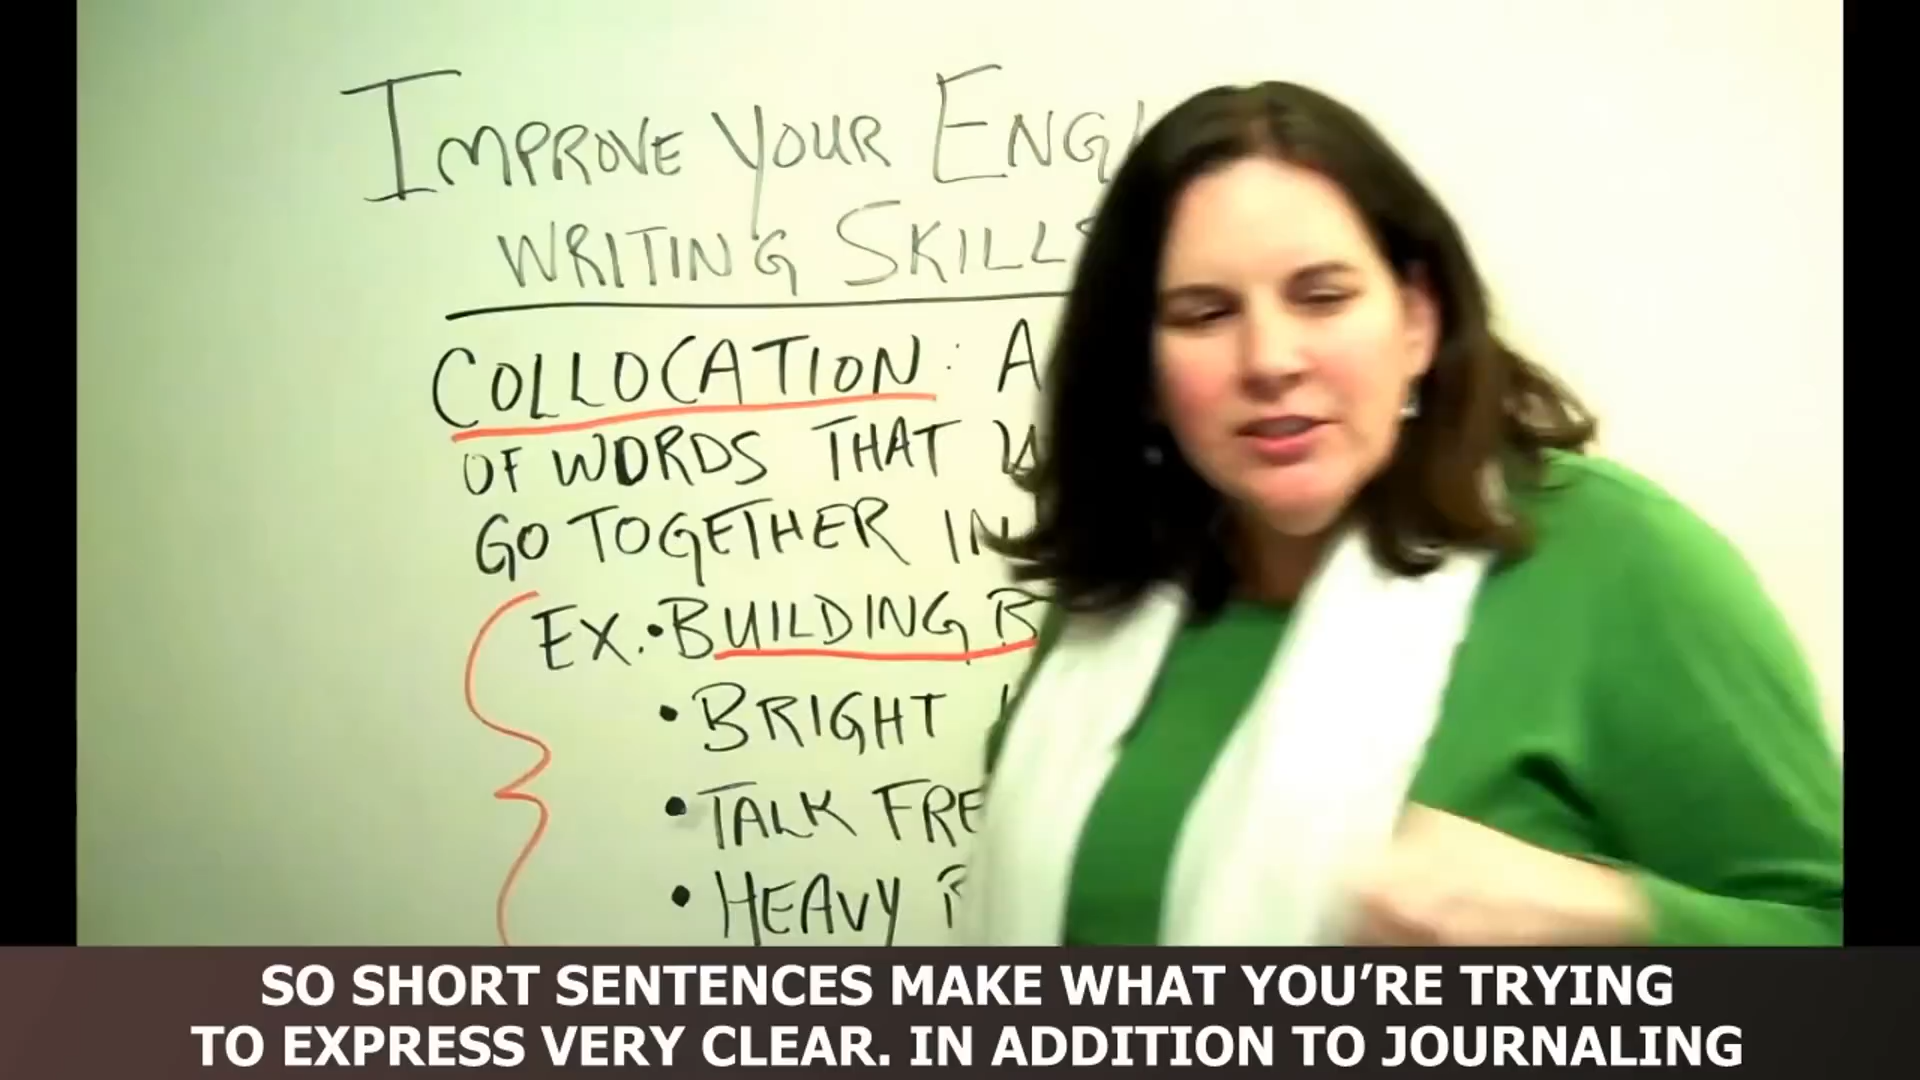 IMPROVE YOUR ENG
WRITING SKILLS
COLLOCATION: A
OF WORDS THAT
GO TOGETHER IN
EX. • BUILDING B
• BRIGHT
• TALK FRE
• HEAVY
SO SHORT SENTENCES MAKE WHAT YOU’RE TRYING
TO EXPRESS VERY CLEAR. IN ADDITION TO JOURNALING